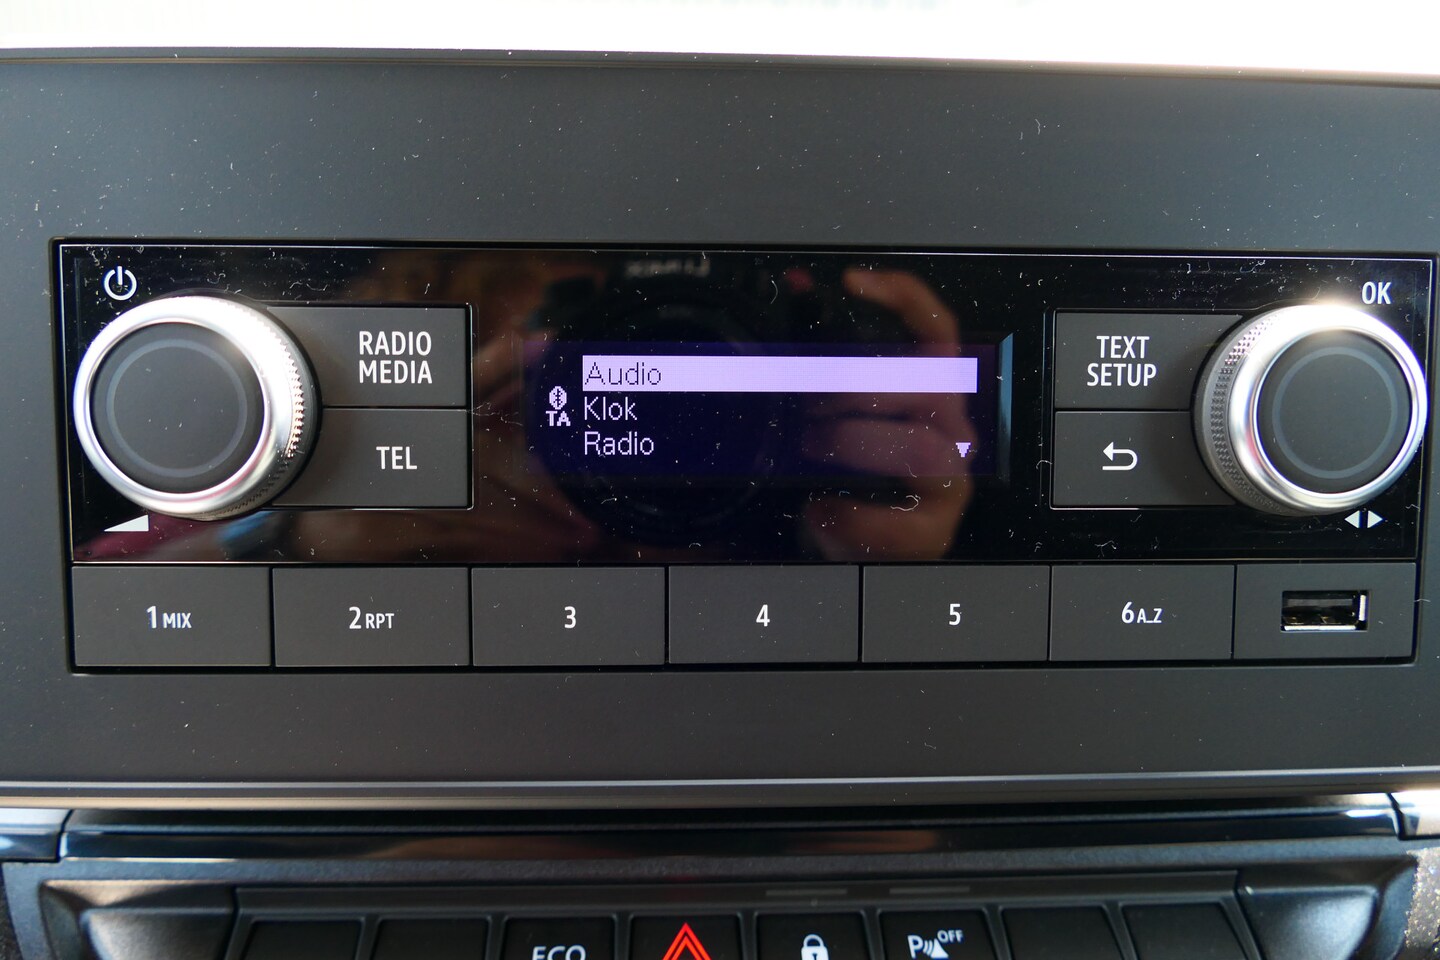 OK
RADIO
MEDIA
TEXT
SETUP
Audio
TA
Klok
Radio
TEL
1 MIX
2 RPT
3
4
5
6 A_Z
ECO
P OFF